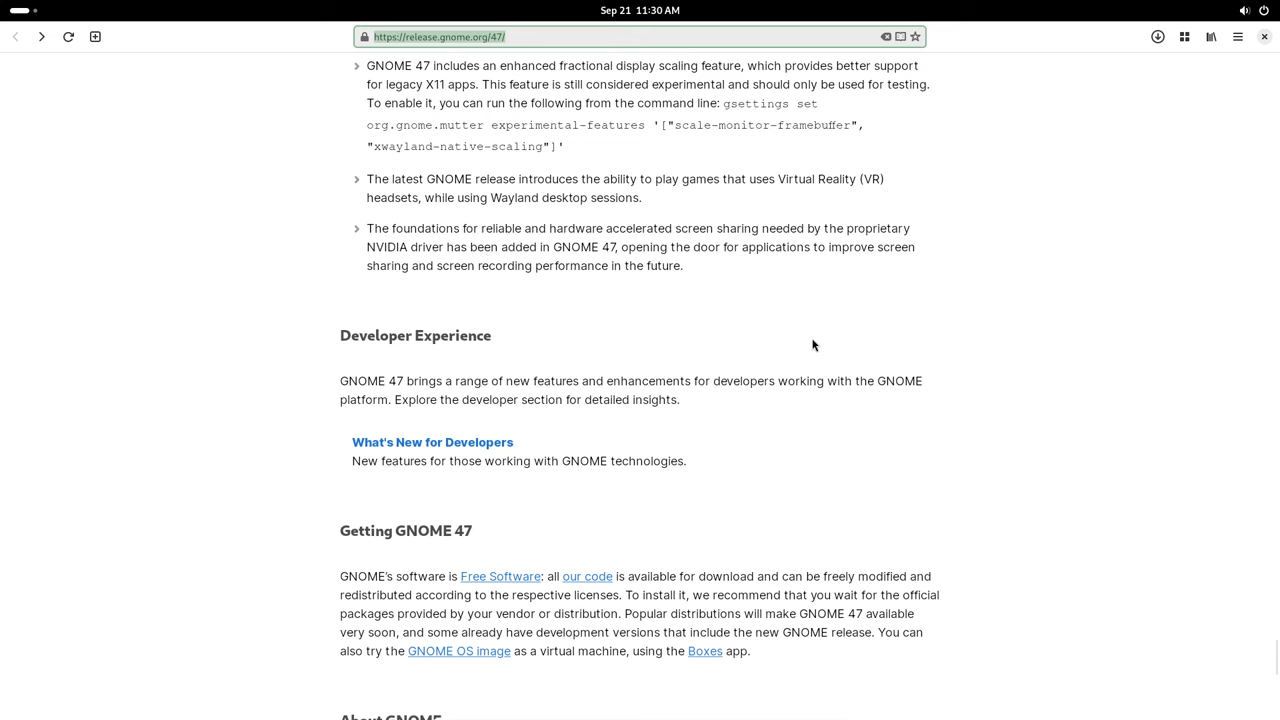 Sep 21 11:30 AM
https://release.gnome.org/47/
GNOME 47 includes an enhanced fractional display scaling feature, which provides better support
for legacy X11 apps. This feature is still considered experimental and should only be used for testing.
To enable it, you can run the following from the command line: gsettings set
org.gnome.mutter experimental-features '["scale-monitor-framebuffer",
"xwayland-native-scaling"]'
The latest GNOME release introduces the ability to play games that uses Virtual Reality (VR)
headsets, while using Wayland desktop sessions.
The foundations for reliable and hardware accelerated screen sharing needed by the proprietary
NVIDIA driver has been added in GNOME 47, opening the door for applications to improve screen
sharing and screen recording performance in the future.
Developer Experience
GNOME 47 brings a range of new features and enhancements for developers working with the GNOME
platform. Explore the developer section for detailed insights.
What's New for Developers
New features for those working with GNOME technologies.
Getting GNOME 47
GNOME's software is Free Software: all our code is available for download and can be freely modified and
redistributed according to the respective licenses. To install it, we recommend that you wait for the official
packages provided by your vendor or distribution. Popular distributions will make GNOME 47 available
very soon, and some already have development versions that include the new GNOME release. You can
also try the GNOME OS image as a virtual machine, using the Boxes app.
About GNOME